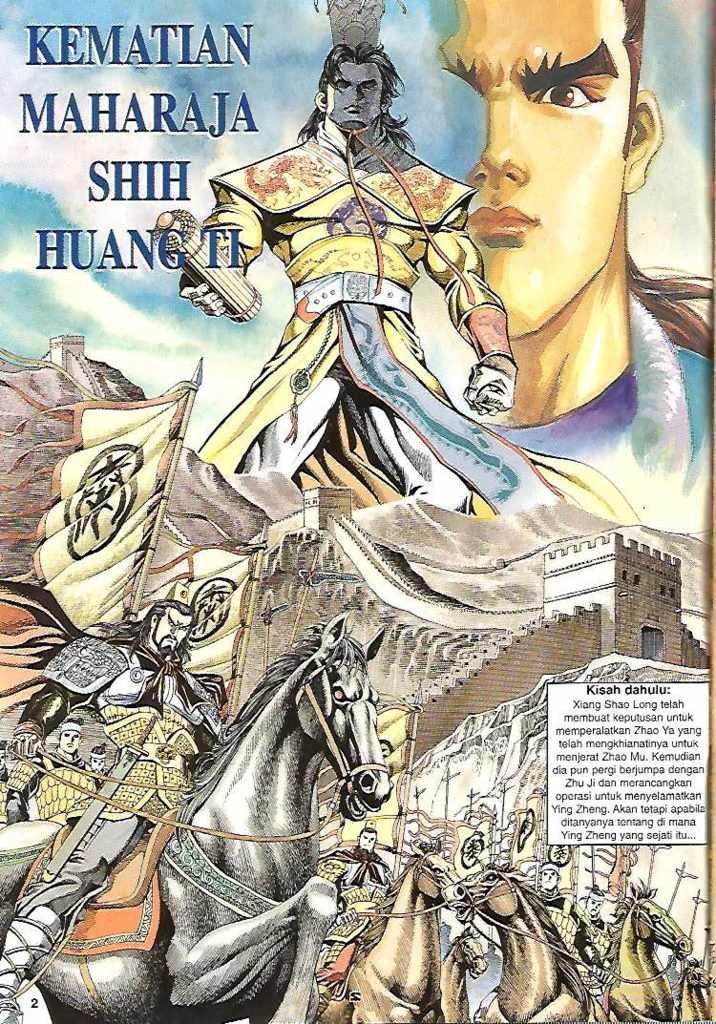 KEMATIAN
MAHARAJA
SHIH
HUANG TI
Kisah dahulu:
Xiang Shao Long telah
membuat keputusan untuk
memperalatkan Zhao Ya yang
telah mengkhianatinya untuk
menjerat Zhao Mu. Kemudian
dia pun pergi berjumpa dengan
Zhu Ji dan merancangkan
operasi untuk menyelamatkan
Ying Zheng. Akan tetapi apabila
ditanyanya tentang di mana
Ying Zheng yang sejati itu...
2